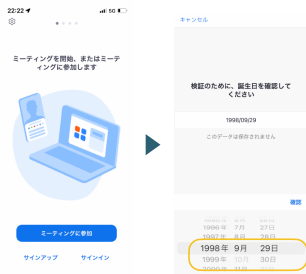 22:22
5G
ミーティングを開始、またはミーテ
ィングに参加します
ミーティングに参加
サインアップ
サインイン
キャンセル
検証のために、誕生日を確認して
ください
1998/09/29
このデータは保存されません
確認
1996年 7月 27日
1997年 8月 28日
1998年 9月 29日
1999年 10月 30日